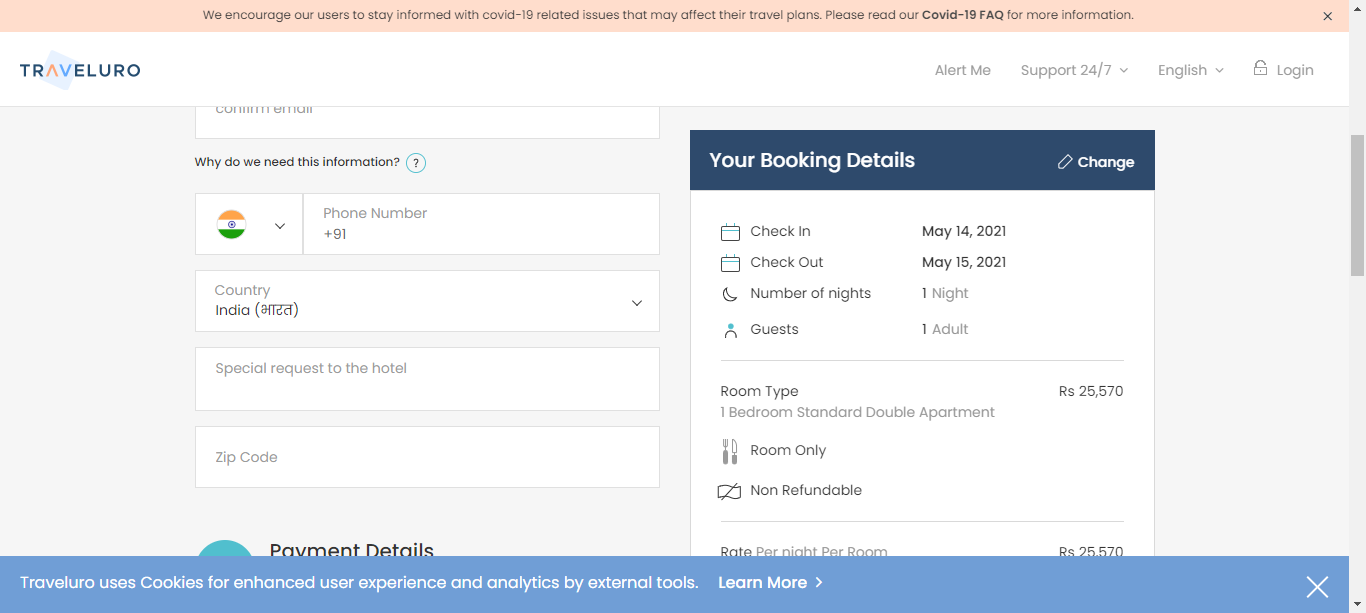 We encourage our users to stay informed with covid-19 related issues that may affect their travel plans. Please read our Covid-19 FAQ for more information.
TRAVELURO
Alert Me
Support 24/7
English
Login
confirm email
Why do we need this information? ?
Phone Number
+91
Country
India (भारत)
Special request to the hotel
Zip Code
Payment Details
Your Booking Details
Change
Check In May 14, 2021
Check Out May 15, 2021
Number of nights 1 Night
Guests 1 Adult
Room Type Rs 25,570
1 Bedroom Standard Double Apartment
Room Only
Non Refundable
Rate Per night Per Room Rs 25,570
Traveluro uses Cookies for enhanced user experience and analytics by external tools. Learn More